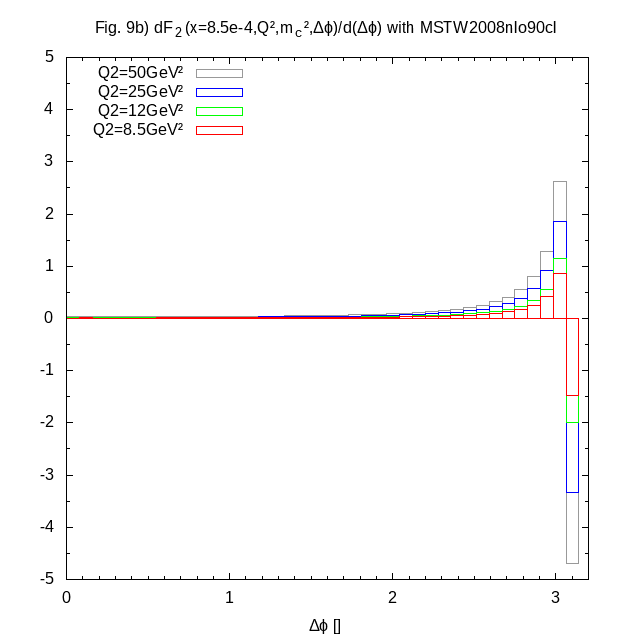 Fig. 9b) dF₂(x=8.5e-4,Q²,m_c²,Δϕ)/d(Δϕ) with MSTW2008nlo90cl
Q2=50GeV²
Q2=25GeV²
Q2=12GeV²
Q2=8.5GeV²
5
4
3
2
1
0
-1
-2
-3
-4
-5
0 1 2 3
Δϕ []